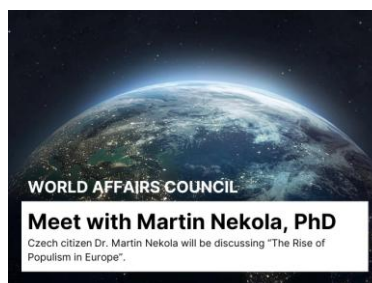 WORLD AFFAIRS COUNCIL
Meet with Martin Nekola, PhD
Czech citizen Dr. Martin Nekola will be discussing "The Rise of
Populism in Europe".